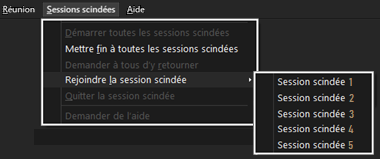 Réunion Sessions scindées Aide
Démarrer toutes les sessions scindées
Mettre fin à toutes les sessions scindées
Demander à tous d'y retourner
Rejoindre la session scindée
Quitter la session scindée
Demander de l'aide
Session scindée 1
Session scindée 2
Session scindée 3
Session scindée 4
Session scindée 5